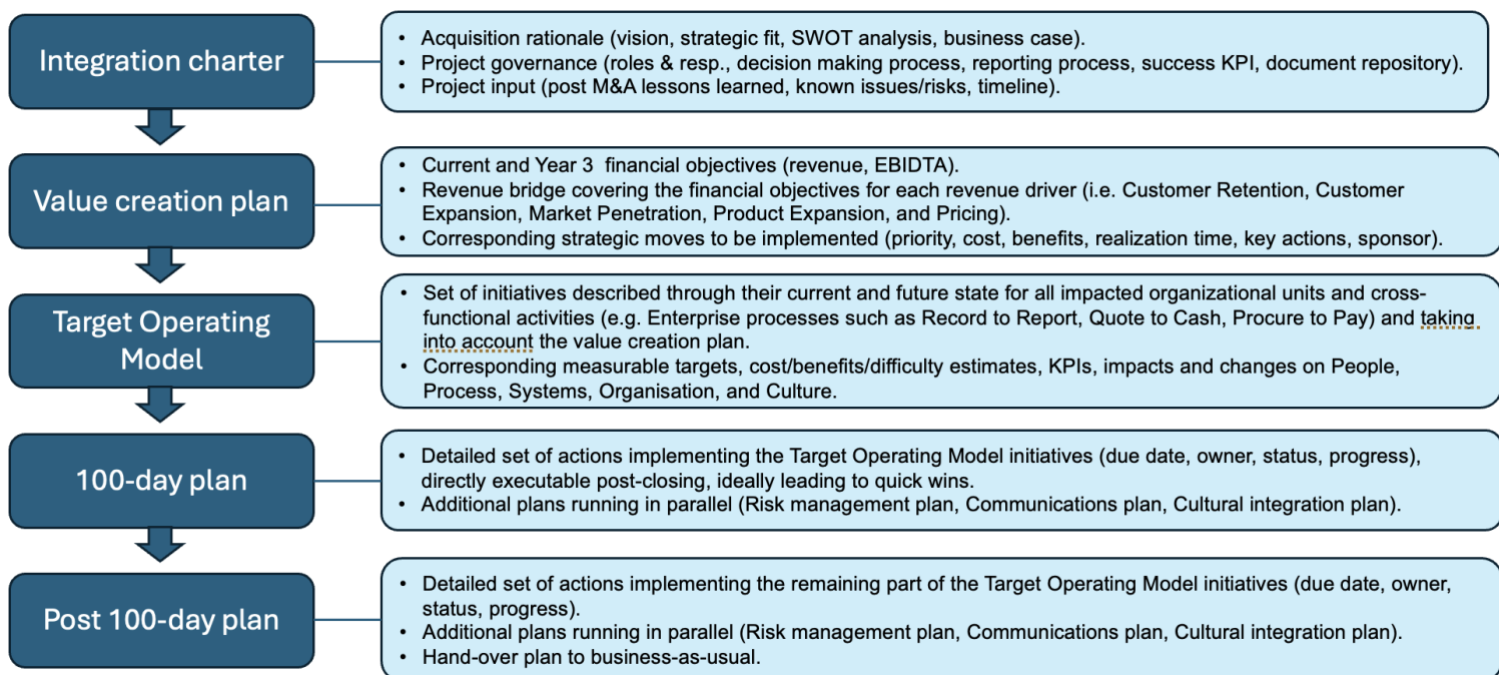 Integration charter
• Acquisition rationale (vision, strategic fit, SWOT analysis, business case).
• Project governance (roles & resp., decision making process, reporting process, success KPI, document repository).
• Project input (post M&A lessons learned, known issues/risks, timeline).
Value creation plan
• Current and Year 3 financial objectives (revenue, EBIDTA).
• Revenue bridge covering the financial objectives for each revenue driver (i.e. Customer Retention, Customer
Expansion, Market Penetration, Product Expansion, and Pricing).
• Corresponding strategic moves to be implemented (priority, cost, benefits, realization time, key actions, sponsor).
Target Operating
Model
• Set of initiatives described through their current and future state for all impacted organizational units and cross-
functional activities (e.g. Enterprise processes such as Record to Report, Quote to Cash, Procure to Pay) and taking
into account the value creation plan.
• Corresponding measurable targets, cost/benefits/difficulty estimates, KPIs, impacts and changes on People,
Process, Systems, Organisation, and Culture.
100-day plan
• Detailed set of actions implementing the Target Operating Model initiatives (due date, owner, status, progress),
directly executable post-closing, ideally leading to quick wins.
• Additional plans running in parallel (Risk management plan, Communications plan, Cultural integration plan).
Post 100-day plan
• Detailed set of actions implementing the remaining part of the Target Operating Model initiatives (due date, owner,
status, progress).
• Additional plans running in parallel (Risk management plan, Communications plan, Cultural integration plan).
• Hand-over plan to business-as-usual.